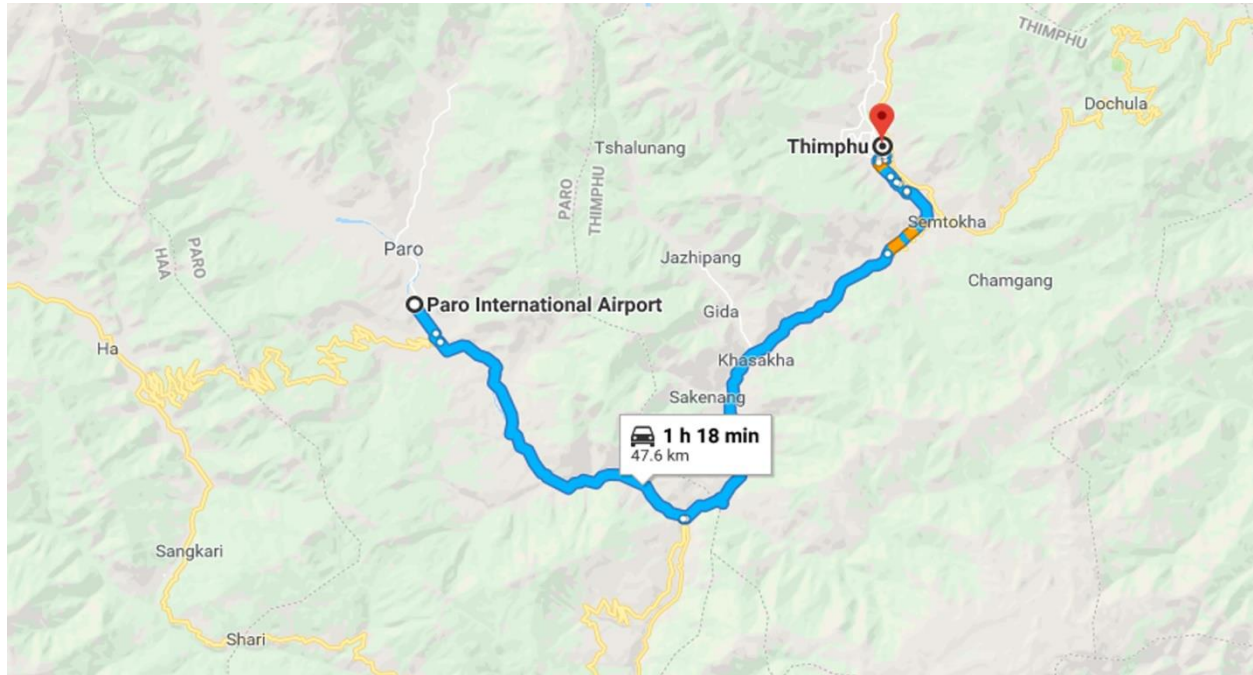 THIMPHU
Dochula
Tshalunang
Thimphu
PARO
THIMPHU
Semtokha
Paro
PARO
HAA
Jazhipang
Chamgang
Paro International Airport
Gida
Ha
Khasakha
Sakenang
1 h 18 min
47.6 km
Sangkari
Shari